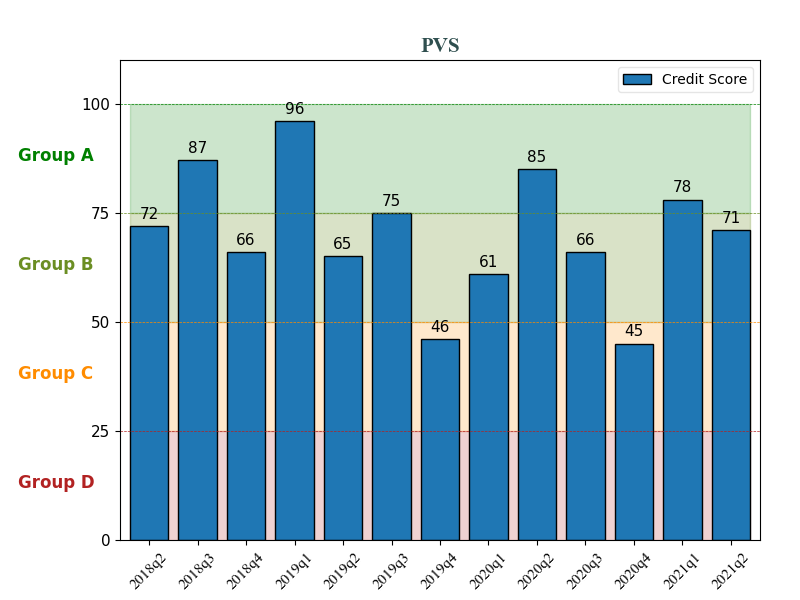 PVS
Credit Score
100
75
50
25
0
Group A
Group B
Group C
Group D
72
87
66
96
65
75
46
61
85
66
45
78
71
2018q2
2018q3
2018q4
2019q1
2019q2
2019q3
2019q4
2020q1
2020q2
2020q3
2020q4
2021q1
2021q2